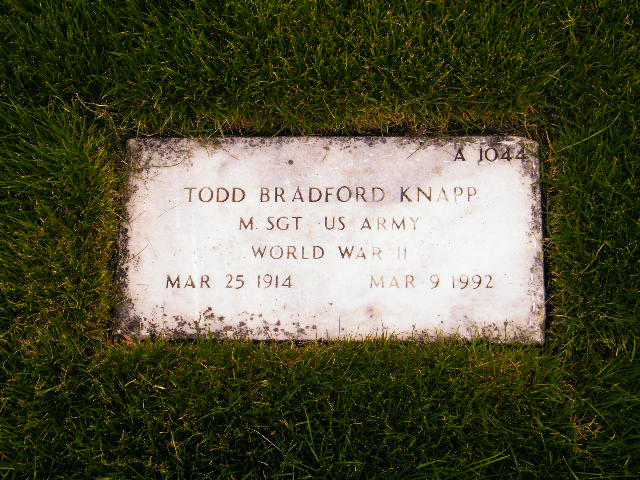 A 1044
TODD BRADFORD KNAPP
M SGT US ARMY
WORLD WAR II
MAR 25 1914 MAR 9 1992